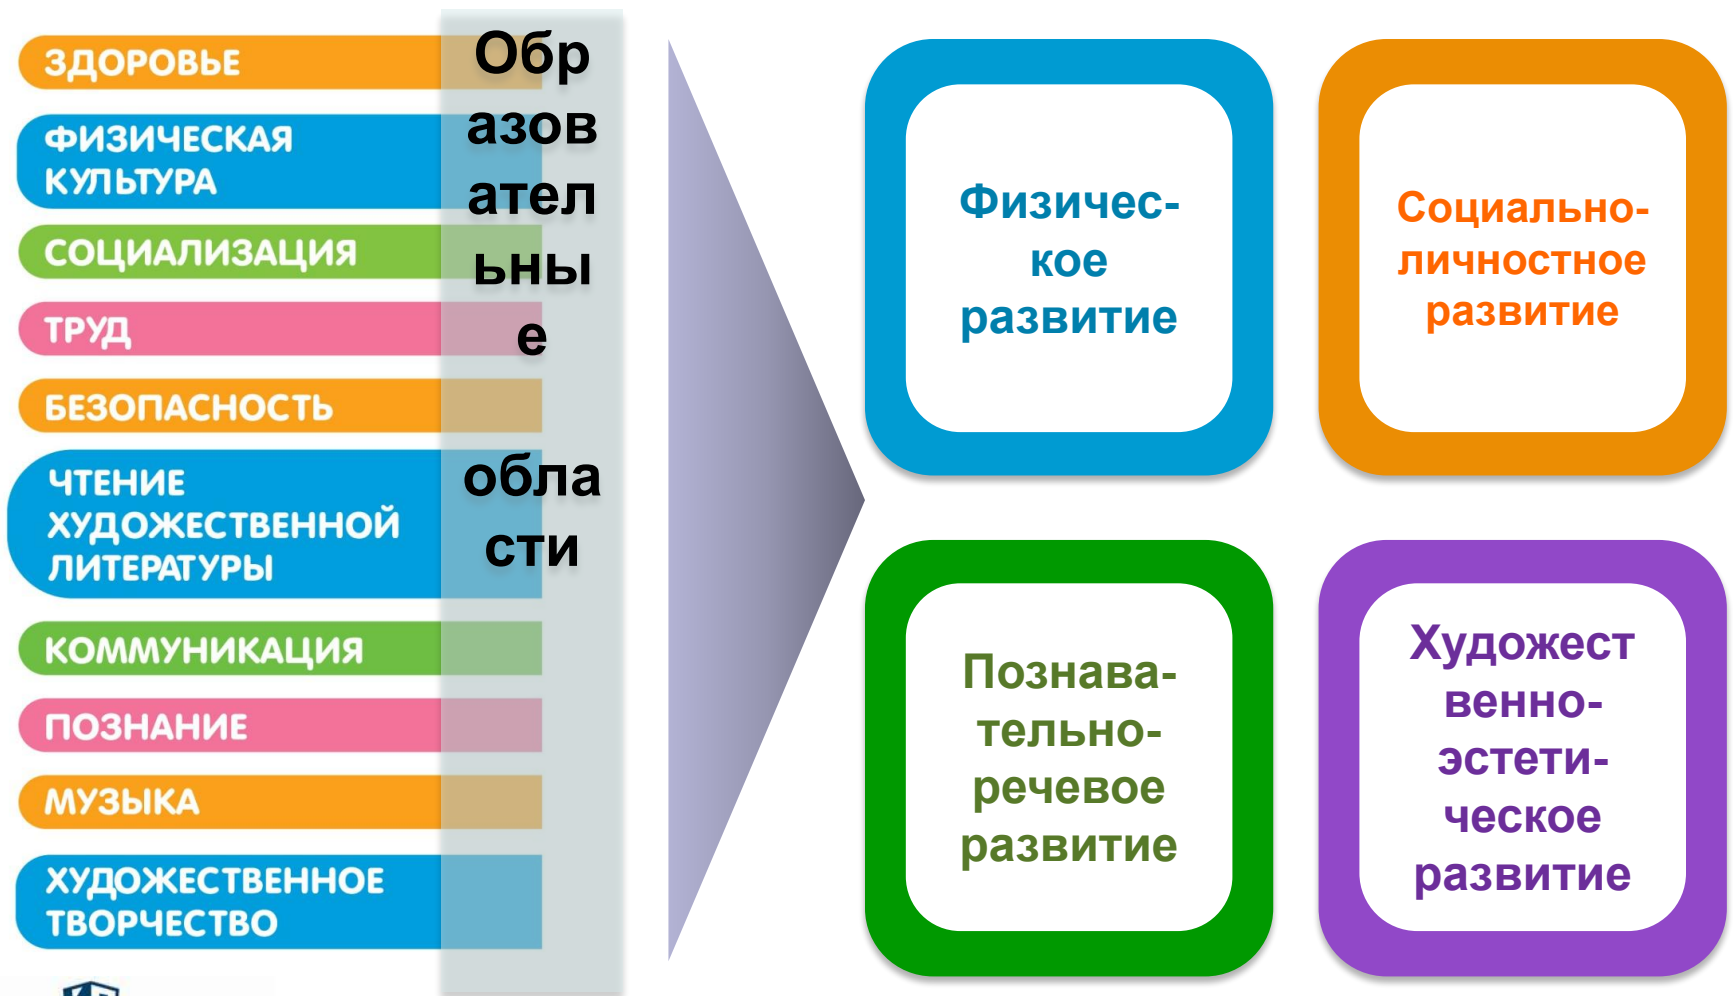 ЗДОРОВЬЕ
ФИЗИЧЕСКАЯ
КУЛЬТУРА
СОЦИАЛИЗАЦИЯ
ТРУД
БЕЗОПАСНОСТЬ
ЧТЕНИЕ
ХУДОЖЕСТВЕННОЙ
ЛИТЕРАТУРЫ
КОММУНИКАЦИЯ
ПОЗНАНИЕ
МУЗЫКА
ХУДОЖЕСТВЕННОЕ
ТВОРЧЕСТВО
Обр
азов
ател
ьны
е
обла
сти
Физичес-
кое
развитие
Социально-
личностное
развитие
Познава-
тельно-
речевое
развитие
Художест
венно-
эстети-
ческое
развитие